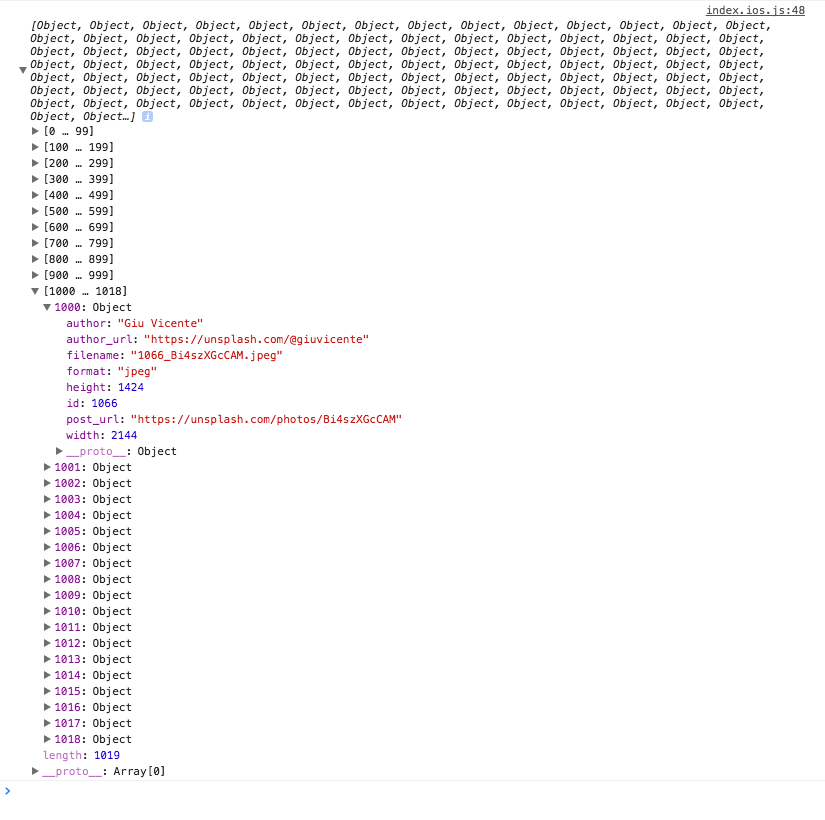 index.ios.js:48
[Object, Object, Object, Object, Object, Object, Object, Object, Object, Object, Object, Object, Object, Object,
Object, Object, Object, Object, Object, Object, Object, Object, Object, Object, Object, Object, Object, Object,
Object, Object, Object, Object, Object, Object, Object, Object, Object, Object, Object, Object, Object, Object,
Object, Object, Object, Object, Object, Object, Object, Object, Object, Object, Object, Object, Object, Object,
Object, Object, Object, Object, Object, Object, Object, Object, Object, Object, Object, Object, Object, Object,
Object, Object, Object, Object, Object, Object, Object, Object, Object, Object, Object, Object, Object, Object,
Object, Object, Object, Object, Object, Object, Object, Object, Object, Object, Object, Object, Object, Object,
Object, Object…] i
[0 … 99]
[100 … 199]
[200 … 299]
[300 … 399]
[400 … 499]
[500 … 599]
[600 … 699]
[700 … 799]
[800 … 899]
[900 … 999]
[1000 … 1018]
1000: Object
author: "Giu Vicente"
author_url: "https://unsplash.com/@giuvicente"
filename: "1066_Bi4szXGcCAM.jpeg"
format: "jpeg"
height: 1424
id: 1066
post_url: "https://unsplash.com/photos/Bi4szXGcCAM"
width: 2144
__proto__: Object
1001: Object
1002: Object
1003: Object
1004: Object
1005: Object
1006: Object
1007: Object
1008: Object
1009: Object
1010: Object
1011: Object
1012: Object
1013: Object
1014: Object
1015: Object
1016: Object
1017: Object
1018: Object
length: 1019
__proto__: Array[0]